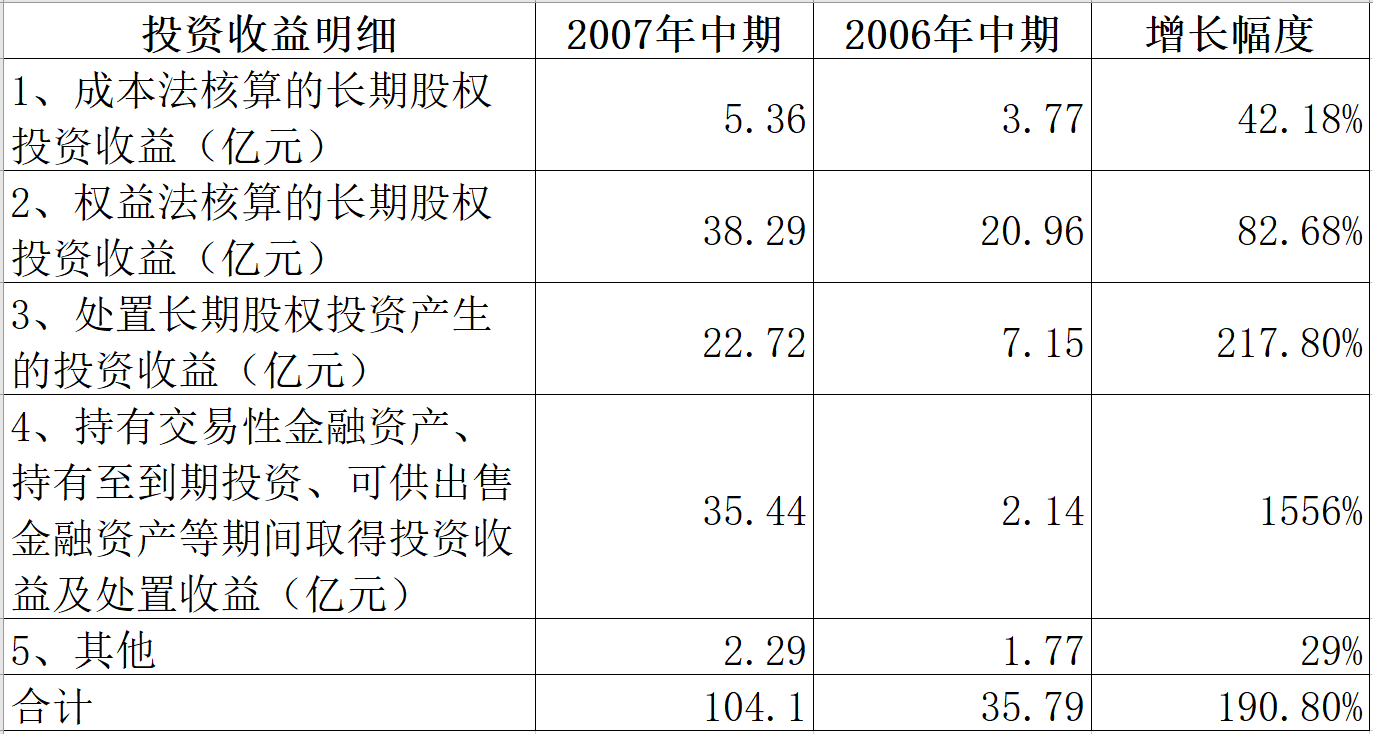 投资收益明细 2007年中期 2006年中期 增长幅度
1、成本法核算的长期股权
投资收益（亿元） 5.36 3.77 42.18%
2、权益法核算的长期股权
投资收益（亿元） 38.29 20.96 82.68%
3、处置长期股权投资产生
的投资收益（亿元） 22.72 7.15 217.80%
4、持有交易性金融资产、
持有至到期投资、可供出售
金融资产等期间取得投资收
益及处置收益（亿元） 35.44 2.14 1556%
5、其他 2.29 1.77 29%
合计 104.1 35.79 190.80%